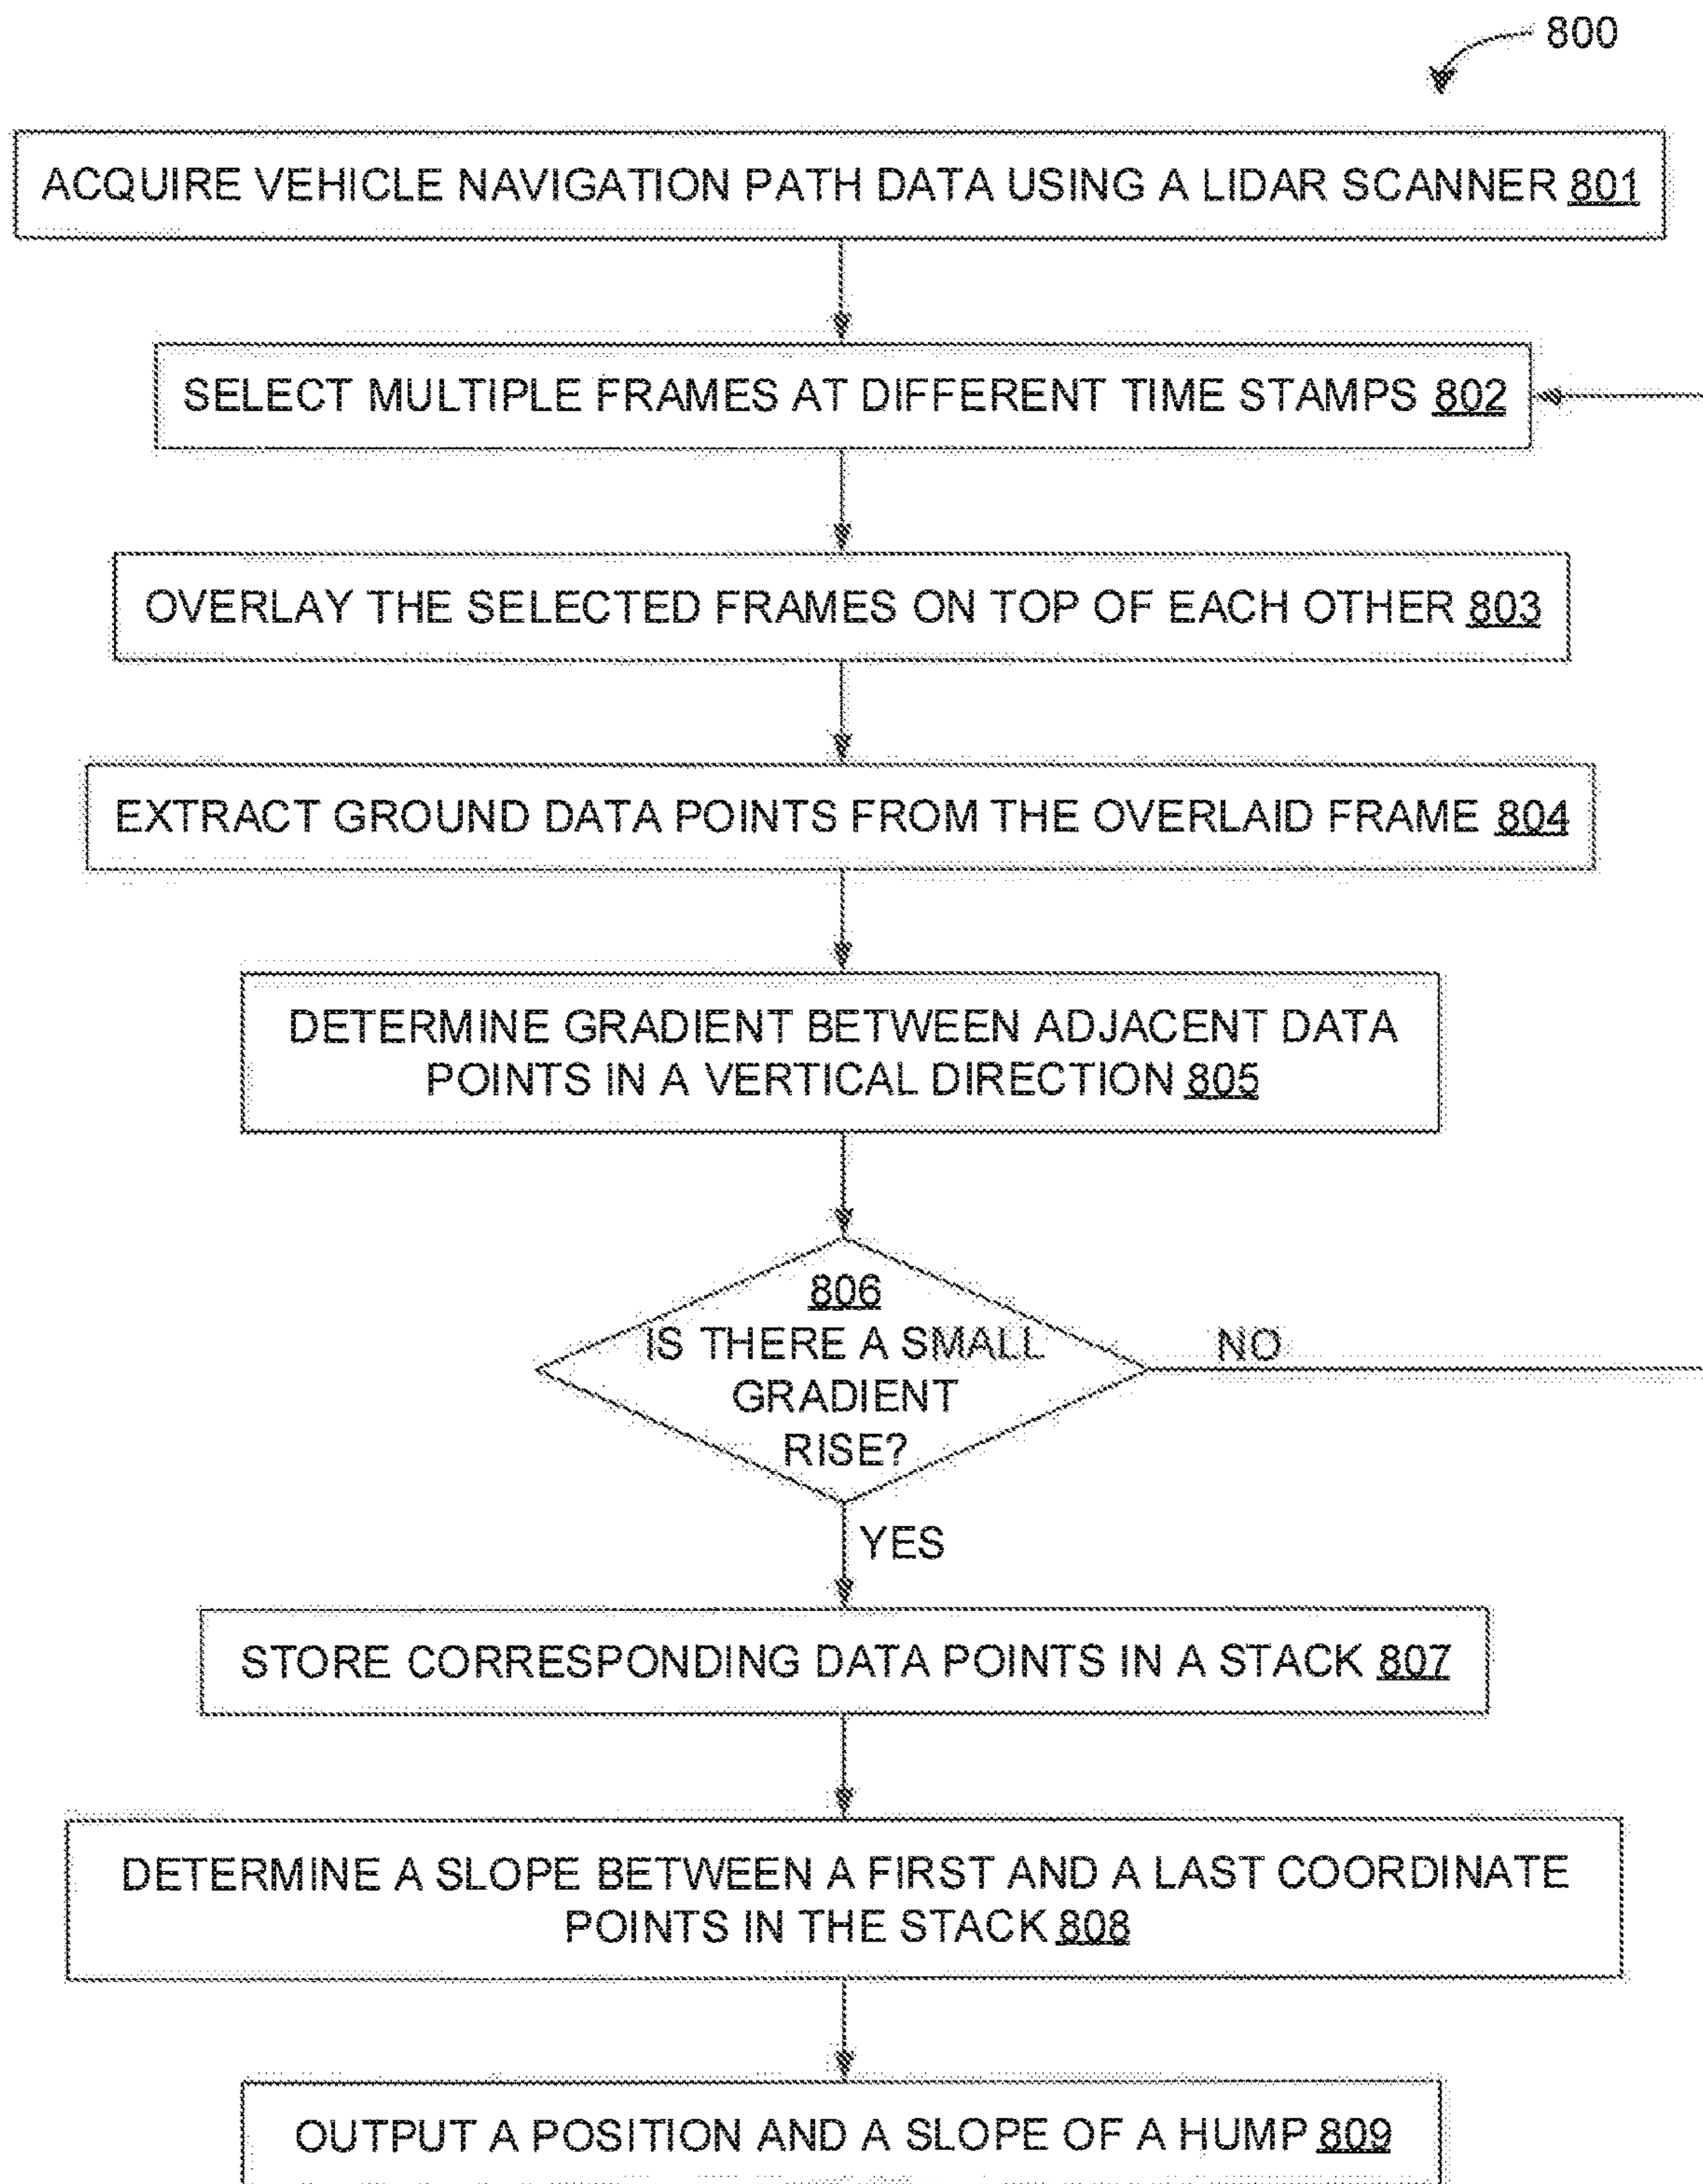 800
ACQUIRE VEHICLE NAVIGATION PATH DATA USING A LIDAR SCANNER 801
SELECT MULTIPLE FRAMES AT DIFFERENT TIME STAMPS 802
OVERLAY THE SELECTED FRAMES ON TOP OF EACH OTHER 803
EXTRACT GROUND DATA POINTS FROM THE OVERLAID FRAME 804
DETERMINE GRADIENT BETWEEN ADJACENT DATA
POINTS IN A VERTICAL DIRECTION 805
806
IS THERE A SMALL
GRADIENT
RISE?
NO
YES
STORE CORRESPONDING DATA POINTS IN A STACK 807
DETERMINE A SLOPE BETWEEN A FIRST AND A LAST COORDINATE
POINTS IN THE STACK 808
OUTPUT A POSITION AND A SLOPE OF A HUMP 809